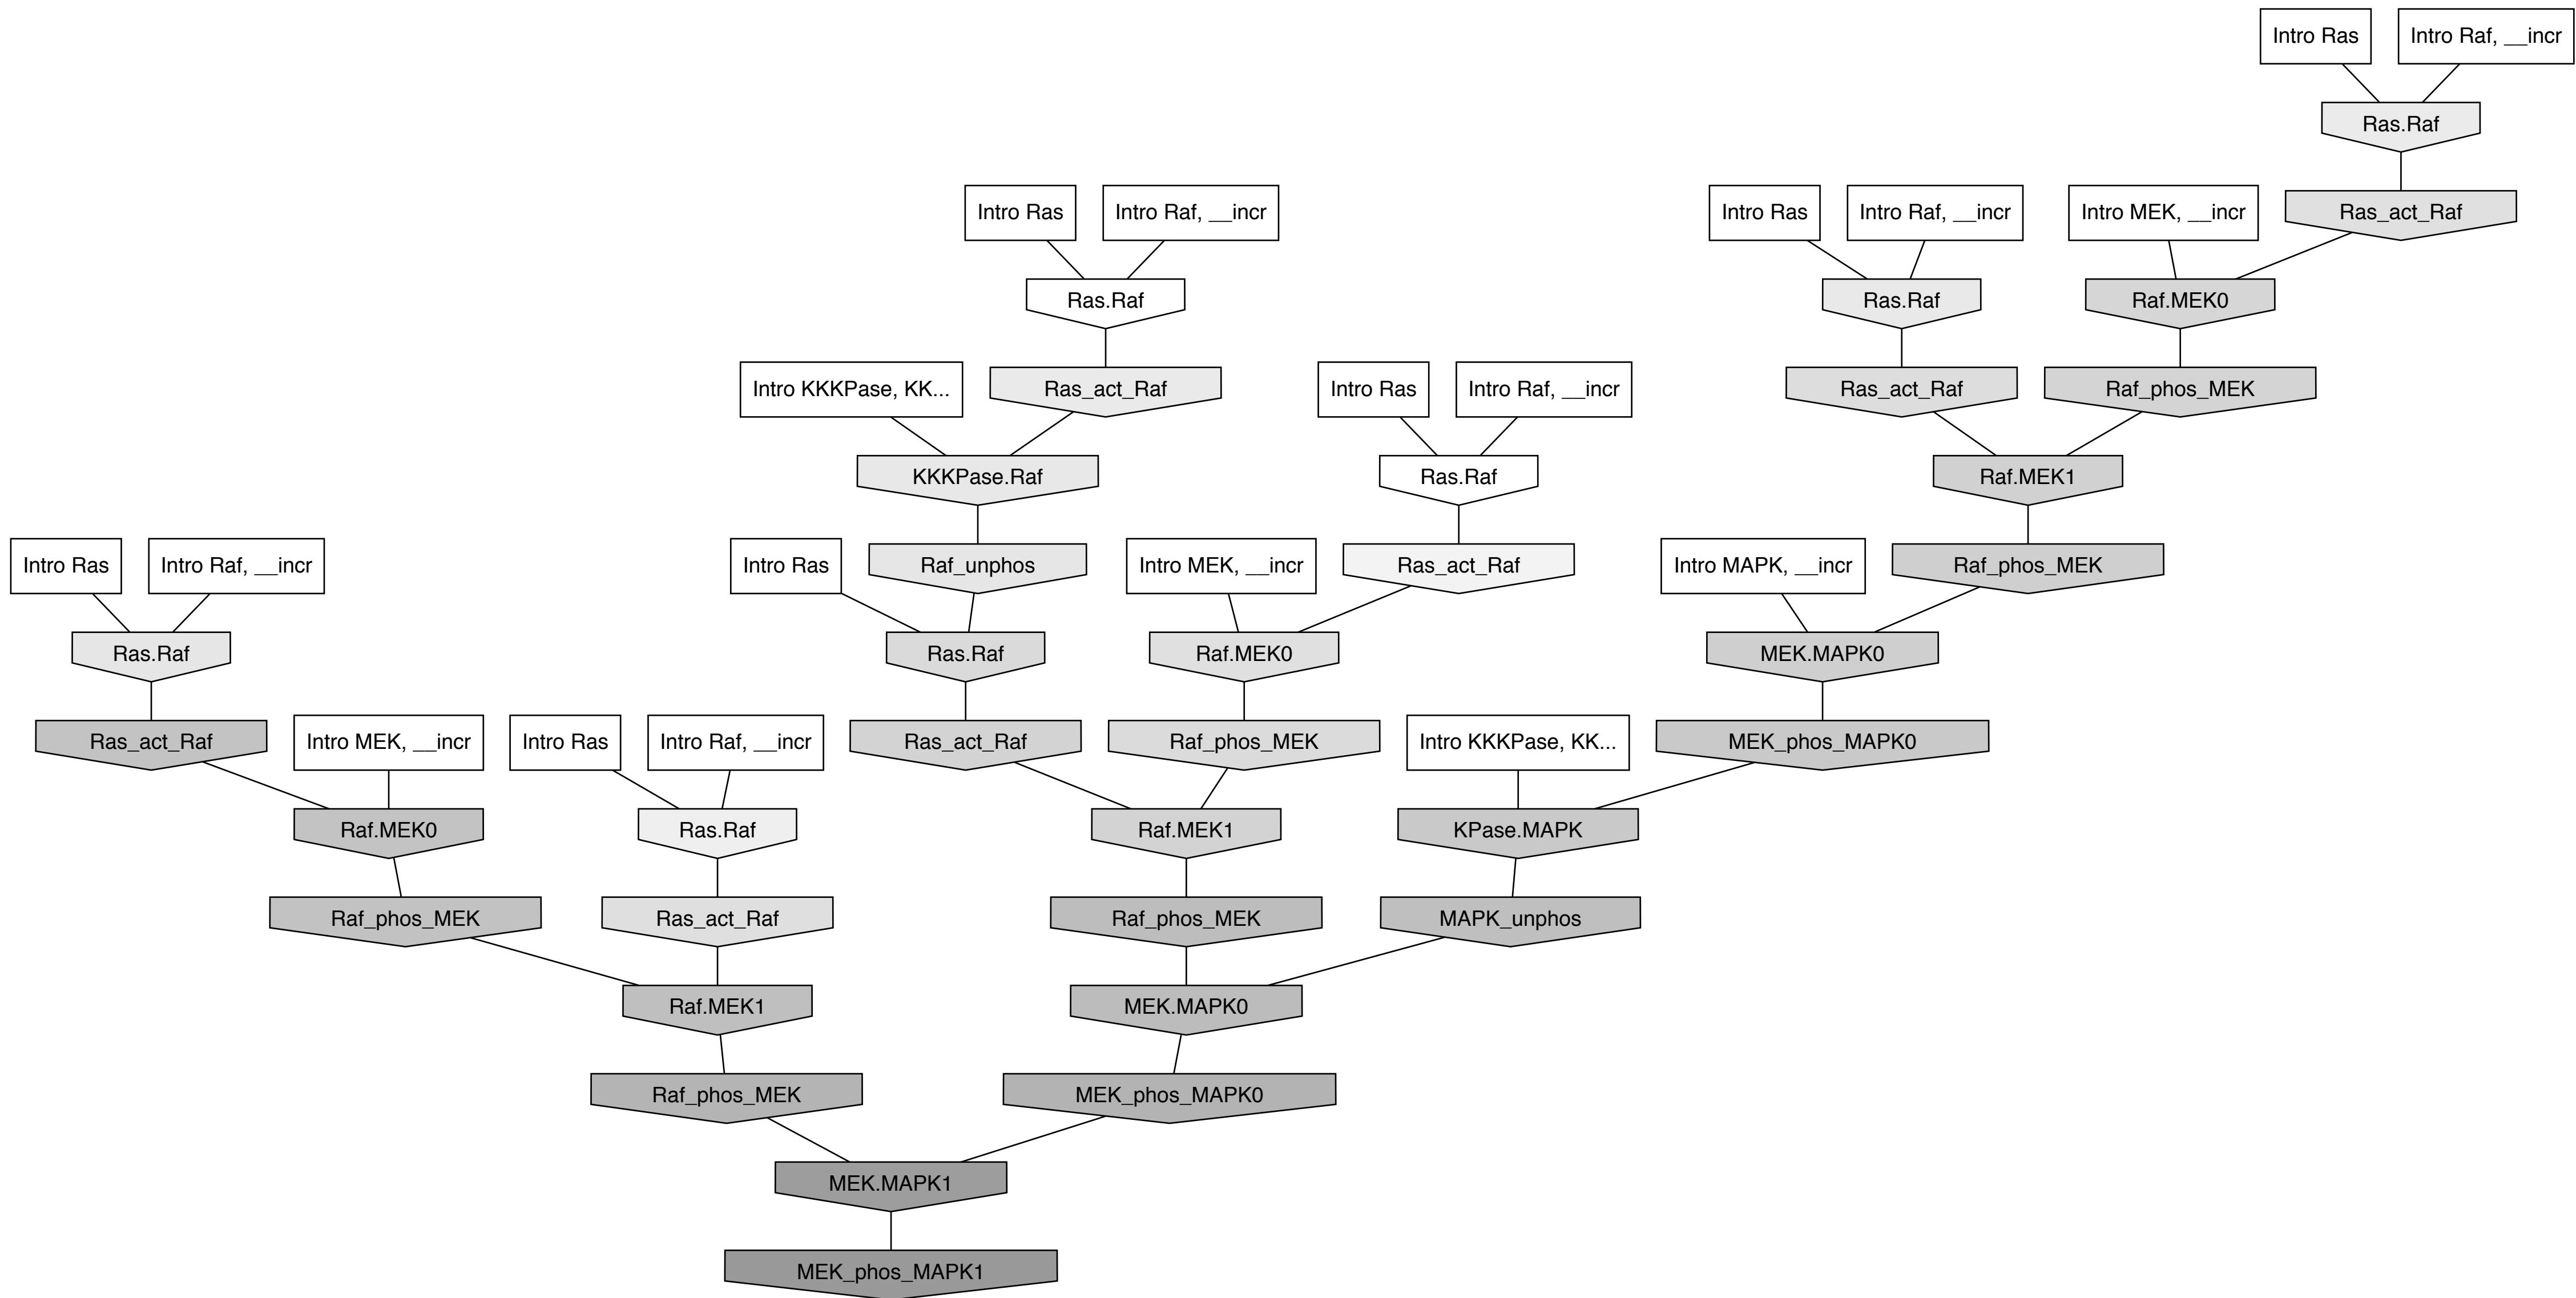 Intro Ras
Intro Raf, __incr
Ras.Raf
Intro Ras
Intro Raf, __incr
Intro Ras
Intro Raf, __incr
Intro MEK, __incr
Ras_act_Raf
Ras.Raf
Ras.Raf
Raf.MEK0
Intro KKKPase, KK...
Ras_act_Raf
Intro Ras
Intro Raf, __incr
Ras_act_Raf
Raf_phos_MEK
KKKPase.Raf
Ras.Raf
Raf.MEK1
Intro Ras
Intro Raf, __incr
Intro Ras
Raf_unphos
Intro MEK, __incr
Ras_act_Raf
Intro MAPK, __incr
Raf_phos_MEK
Ras.Raf
Ras.Raf
Raf.MEK0
MEK.MAPK0
Ras_act_Raf
Intro MEK, __incr
Intro Ras
Intro Raf, __incr
Ras_act_Raf
Raf_phos_MEK
Intro KKKPase, KK...
MEK_phos_MAPK0
Raf.MEK0
Ras.Raf
Raf.MEK1
KPase.MAPK
Raf_phos_MEK
Ras_act_Raf
Raf_phos_MEK
MAPK_unphos
Raf.MEK1
MEK.MAPK0
Raf_phos_MEK
MEK_phos_MAPK0
MEK.MAPK1
MEK_phos_MAPK1